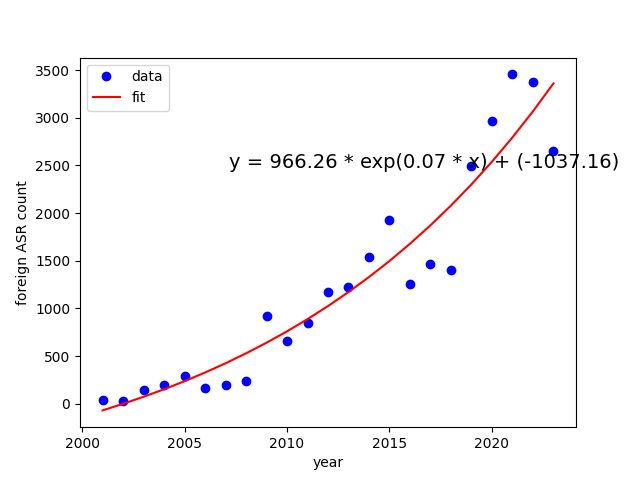 data
fit
y = 966.26 * exp(0.07 * x) + (-1037.16)
3500
3000
2500
2000
1500
1000
500
0
foreign ASR count
2000 2005 2010 2015 2020
year